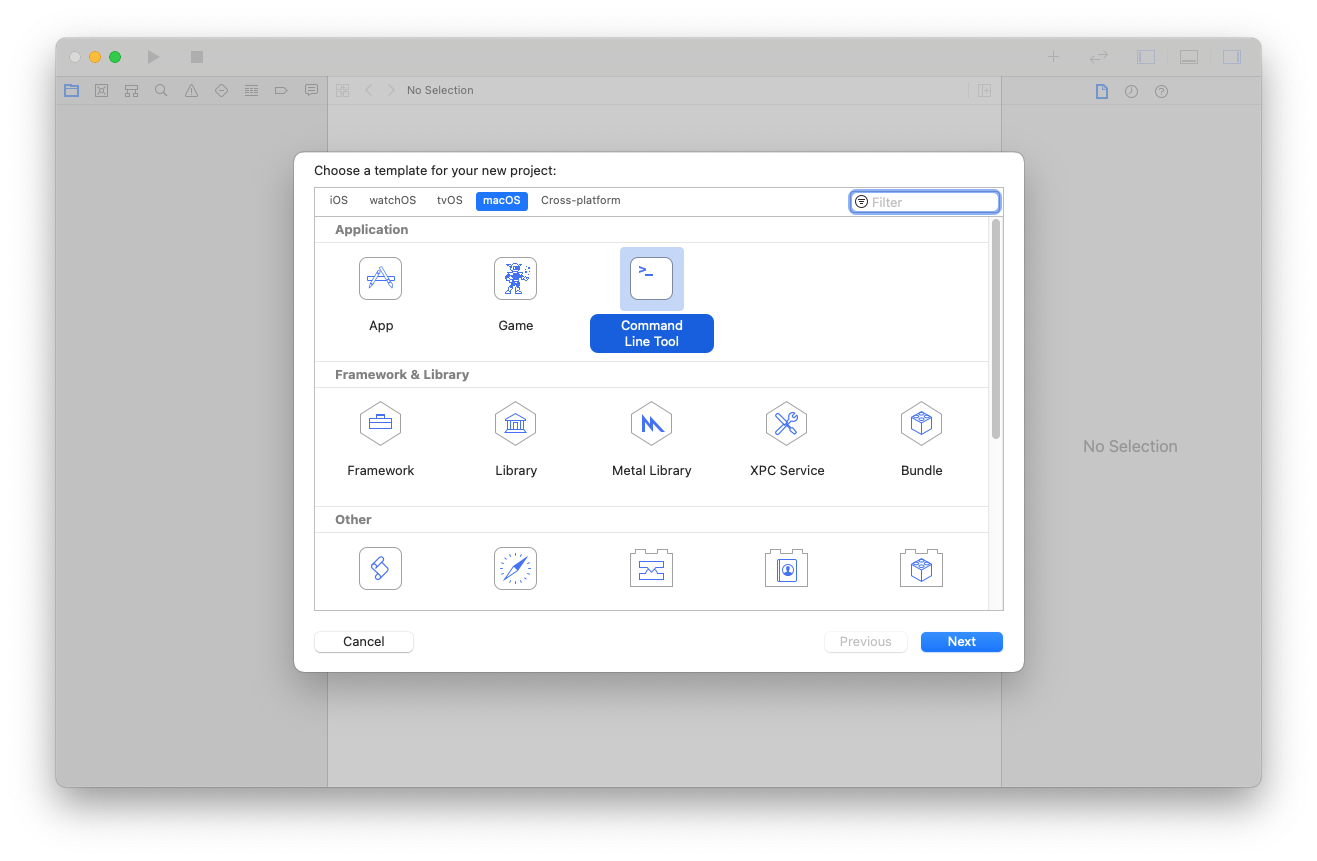 No Selection
Choose a template for your new project:
iOS watchOS tvOS macOS Cross-platform Filter
Application
>_
App Game Command
Line Tool
Framework & Library
Framework Library Metal Library XPC Service Bundle
No Selection
Other
Cancel Previous Next